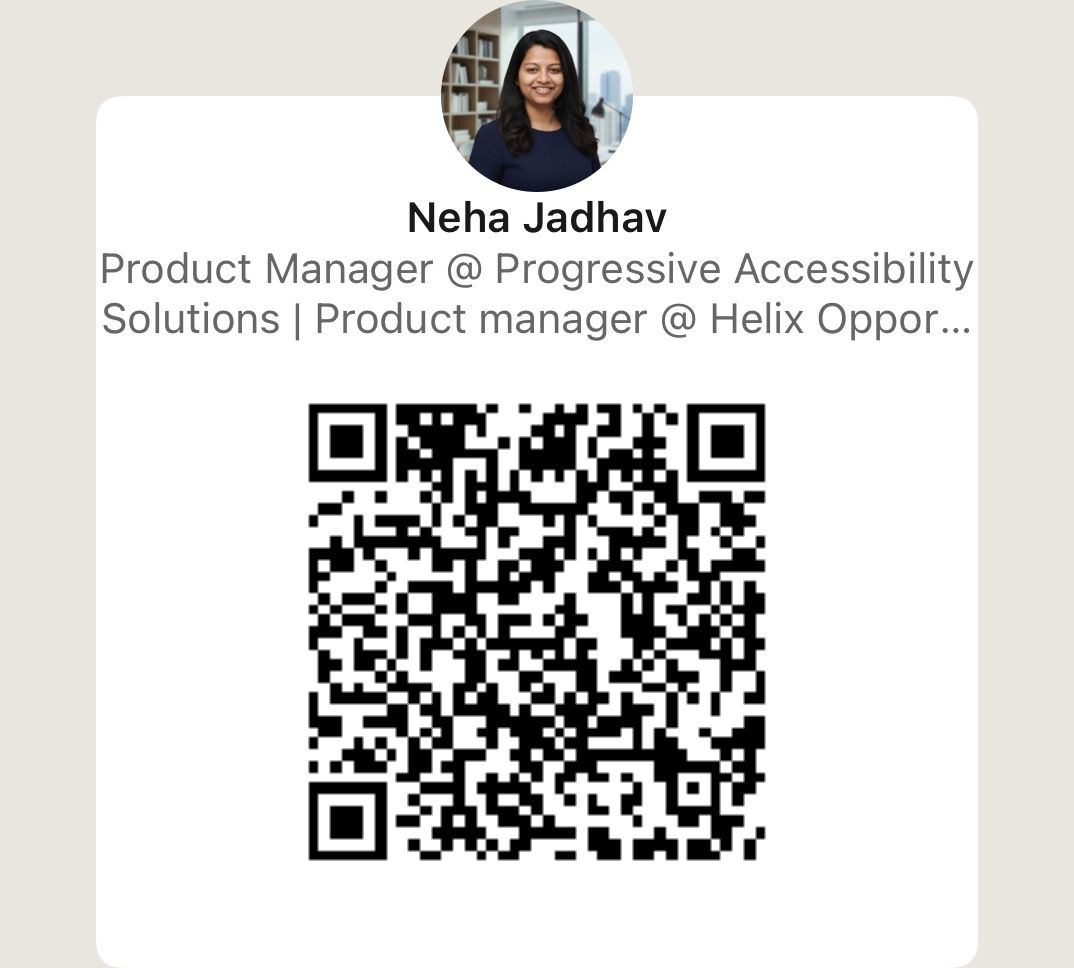 Neha Jadhav
Product Manager @ Progressive Accessibility
Solutions | Product manager @ Helix Oppor...